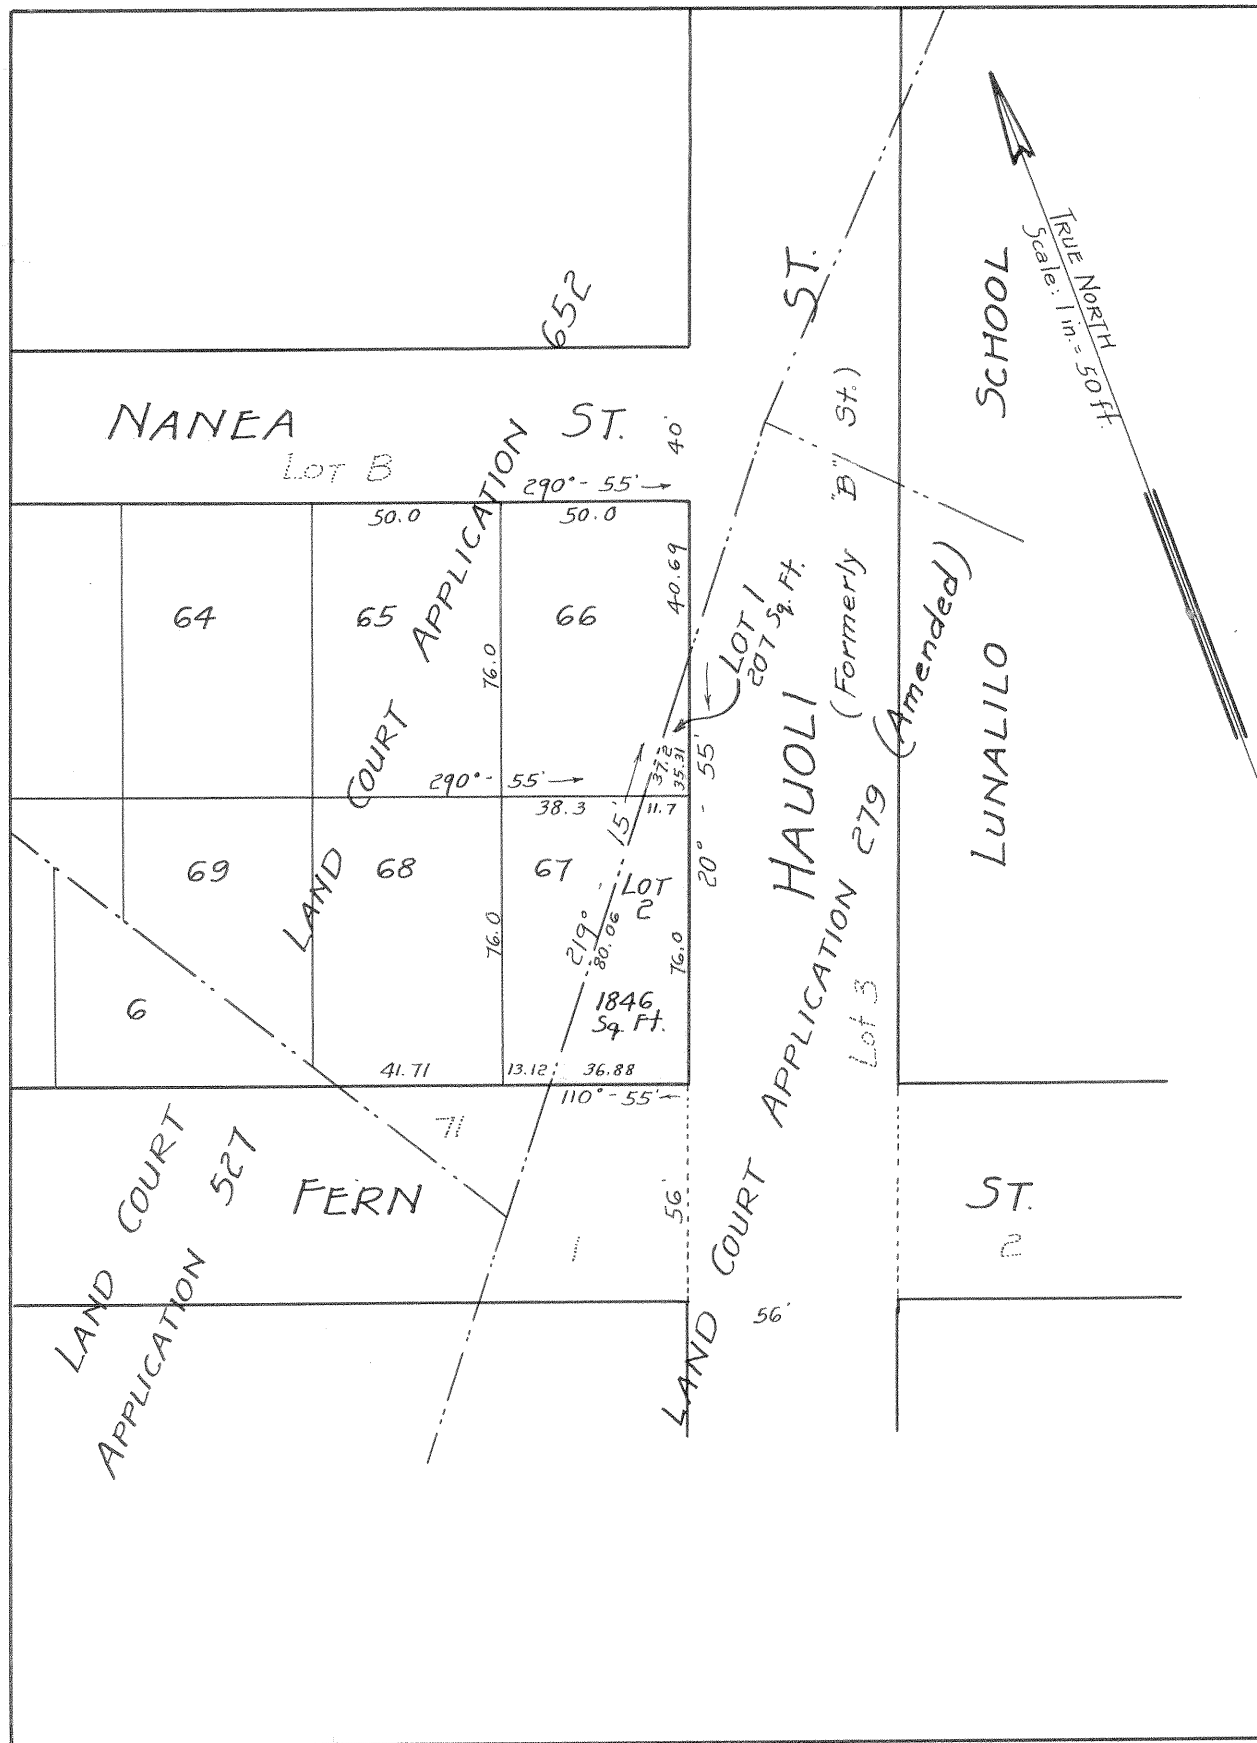 652
NANEA ST.
LOT B
40'
290° - 55' →
50.0
50.0
64
65
66
76.0
40.69
LAND COURT APPLICATION
LOT 1
207 Sq. Ft.
37.2
35.31
290° - 55' →
38.3
11.7
20° - 55'
219° 15'
80.06
69
68
67
LOT
2
76.0
76.0
1846
Sq. Ft.
6
41.71
13.12
36.88
110° - 55' ←
71
FERN
ST.
1
2
56'
56'
LAND COURT
APPLICATION 527
HAUOLI ST.
(Formerly "B" St.)
LAND COURT APPLICATION 279 (Amended)
Lot 3
LUNALILO SCHOOL
TRUE NORTH
Scale: 1 in. = 50 ft.